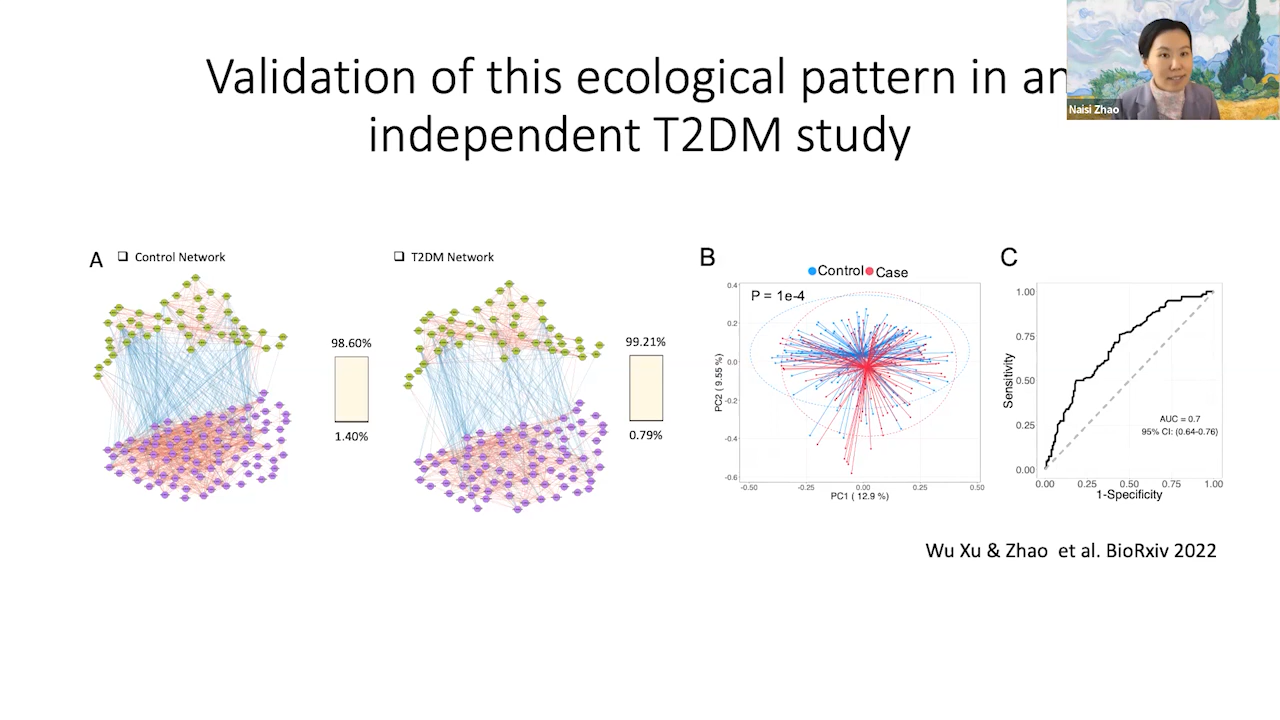 Validation of this ecological pattern in an
independent T2DM study
Naisi Zhao
A
Control Network
T2DM Network
98.60%
1.40%
99.21%
0.79%
B
Control Case
P = 1e-4
0.4
0.2
0.0
-0.2
-0.4
-0.6
PC2 ( 9.55 %)
-0.50 -0.25 0.00 0.25 0.50
PC1 ( 12.9 %)
C
1.00
0.75
0.50
0.25
0.00
Sensitivity
AUC = 0.7
95% CI: (0.64-0.76)
0.00 0.25 0.50 0.75 1.00
1-Specificity
Wu Xu & Zhao et al. BioRxiv 2022